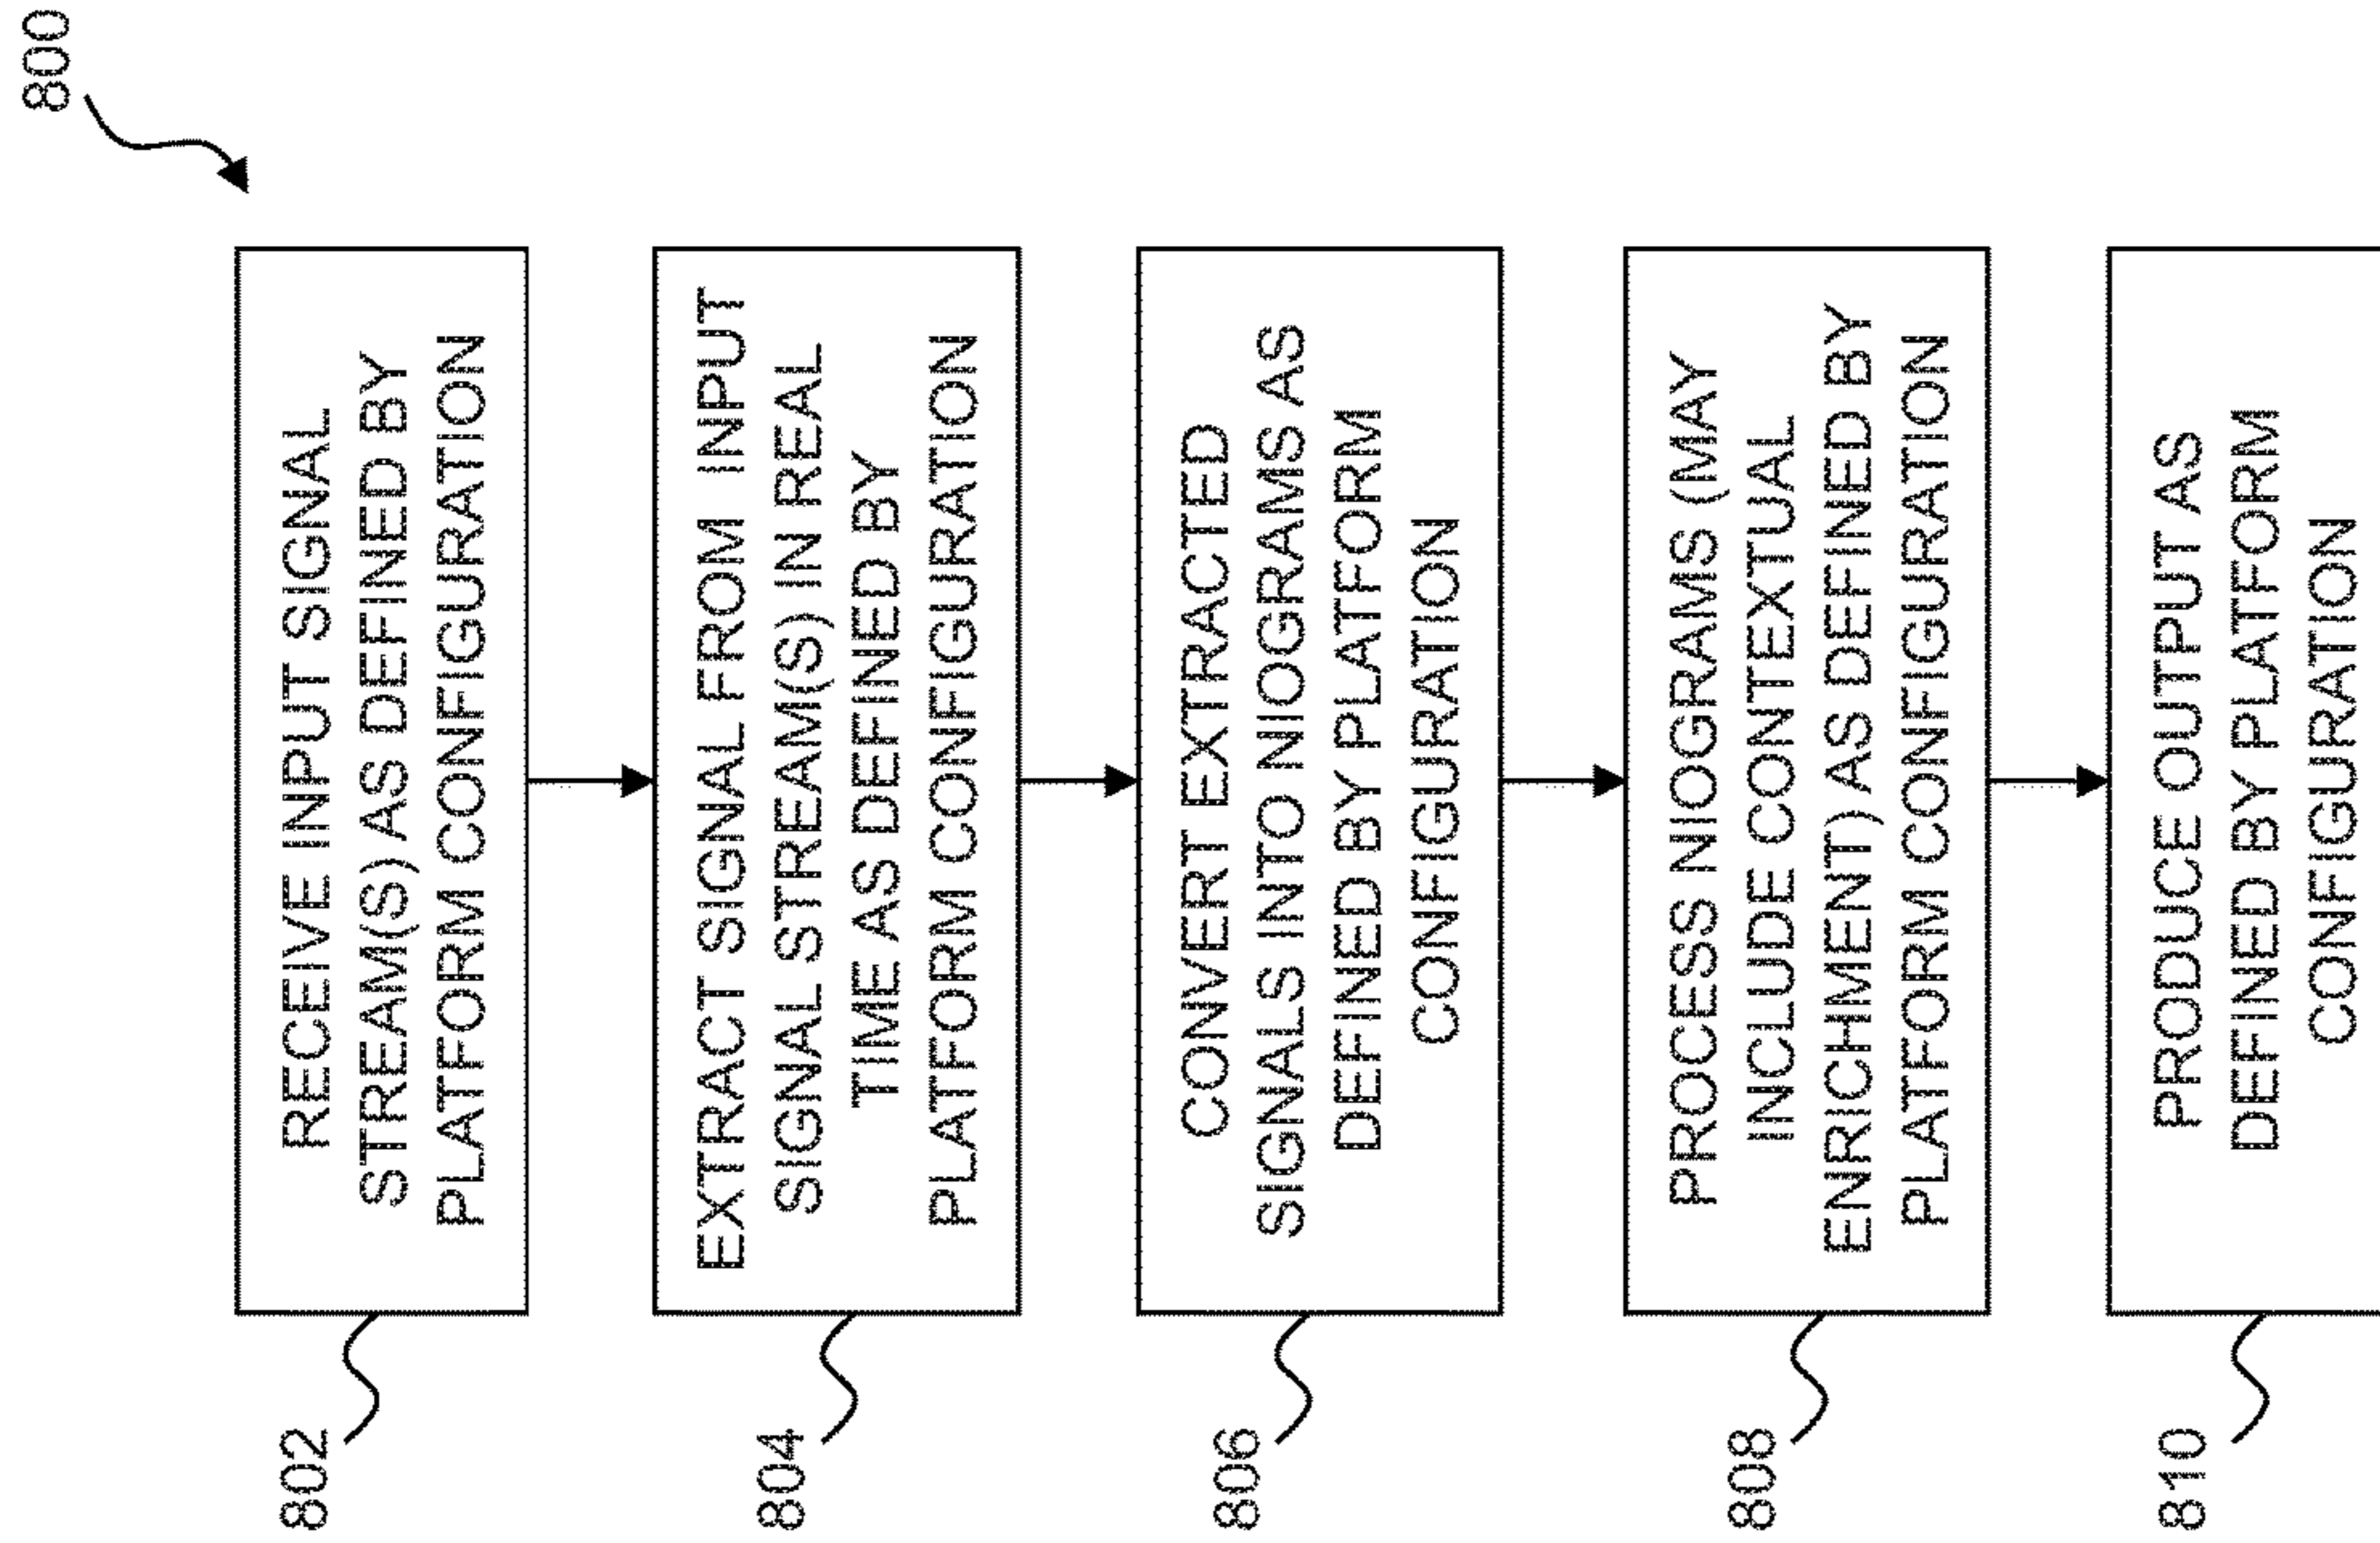 800
802
RECEIVE INPUT SIGNAL
STREAM(S) AS DEFINED BY
PLATFORM CONFIGURATION
804
EXTRACT SIGNAL FROM INPUT
SIGNAL STREAM(S) IN REAL
TIME AS DEFINED BY
PLATFORM CONFIGURATION
806
CONVERT EXTRACTED
SIGNALS INTO NIOGRAMS AS
DEFINED BY PLATFORM
CONFIGURATION
808
PROCESS NIOGRAMS (MAY
INCLUDE CONTEXTUAL
ENRICHMENT) AS DEFINED BY
PLATFORM CONFIGURATION
810
PRODUCE OUTPUT AS
DEFINED BY PLATFORM
CONFIGURATION